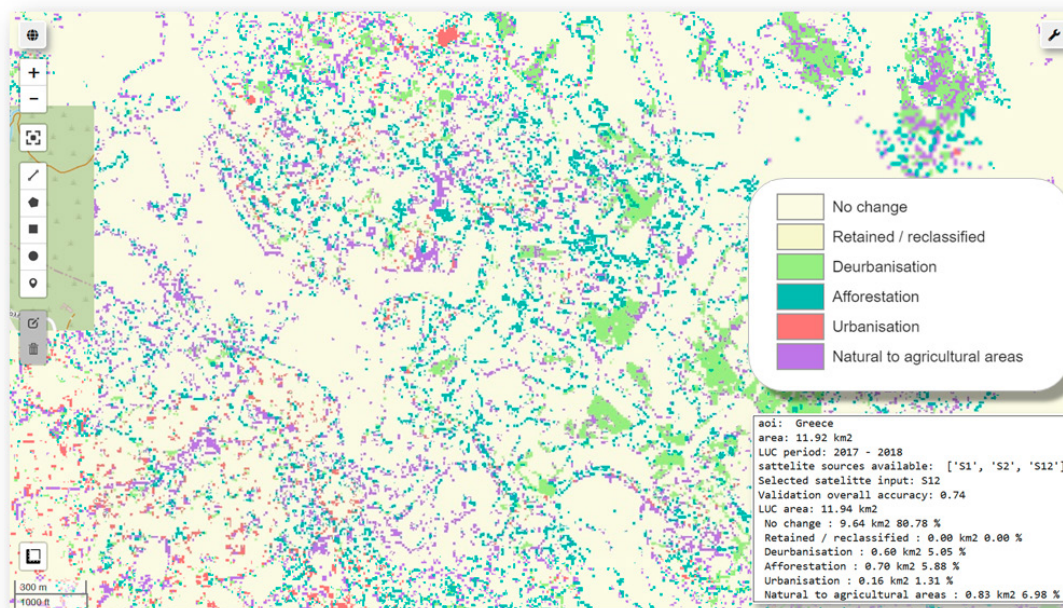 +
−
No change
Retained / reclassified
Deurbanisation
Afforestation
Urbanisation
Natural to agricultural areas
aoi:  Greece
area: 11.92 km2
LUC period: 2017 - 2018
sattelite sources available:  ['S1', 'S2', 'S12']
Selected satelitte input: S12
Validation overall accuracy: 0.74
LUC area: 11.94 km2
No change : 9.64 km2 80.78 %
Retained / reclassified : 0.00 km2 0.00 %
Deurbanisation : 0.60 km2 5.05 %
Afforestation : 0.70 km2 5.88 %
Urbanisation : 0.16 km2 1.31 %
Natural to agricultural areas : 0.83 km2 6.98 %
300 m
1000 ft